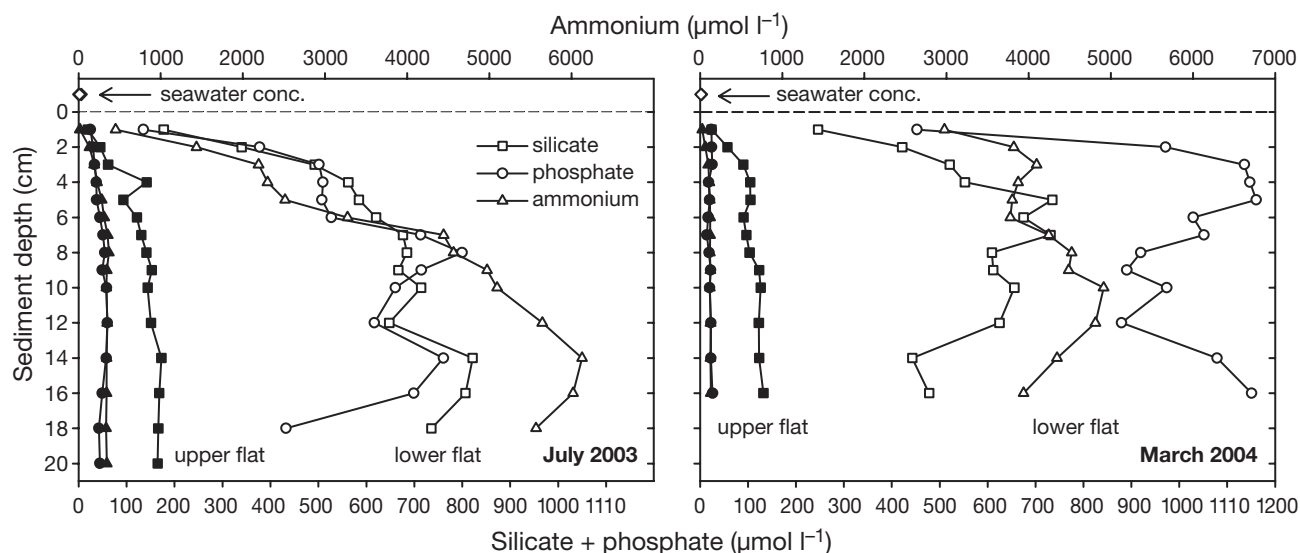 Ammonium (µmol l⁻¹)
0 1000 2000 3000 4000 5000 6000
0 1000 2000 3000 4000 5000 6000 7000
seawater conc.
seawater conc.
Sediment depth (cm)
0
2
4
6
8
10
12
14
16
18
20
silicate
phosphate
ammonium
upper flat
lower flat
July 2003
upper flat
lower flat
March 2004
0 100 200 300 400 500 600 700 800 900 1000 1110
0 100 200 300 400 500 600 700 800 900 1000 1100 1200
Silicate + phosphate (µmol l⁻¹)